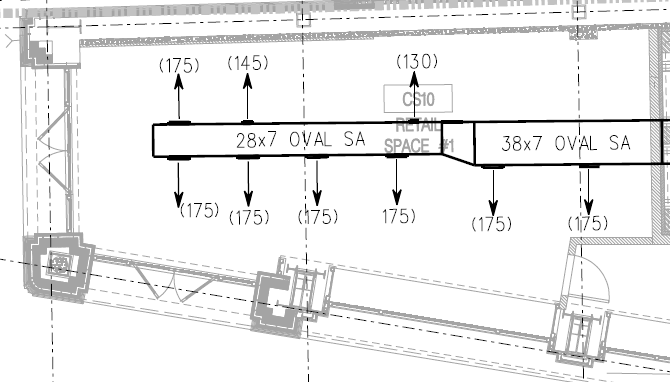 (175) (145) (130)
CS10
RETAIL
SPACE #1
28x7 OVAL SA
38x7 OVAL SA
(175) (175) (175) 175) (175) (175)